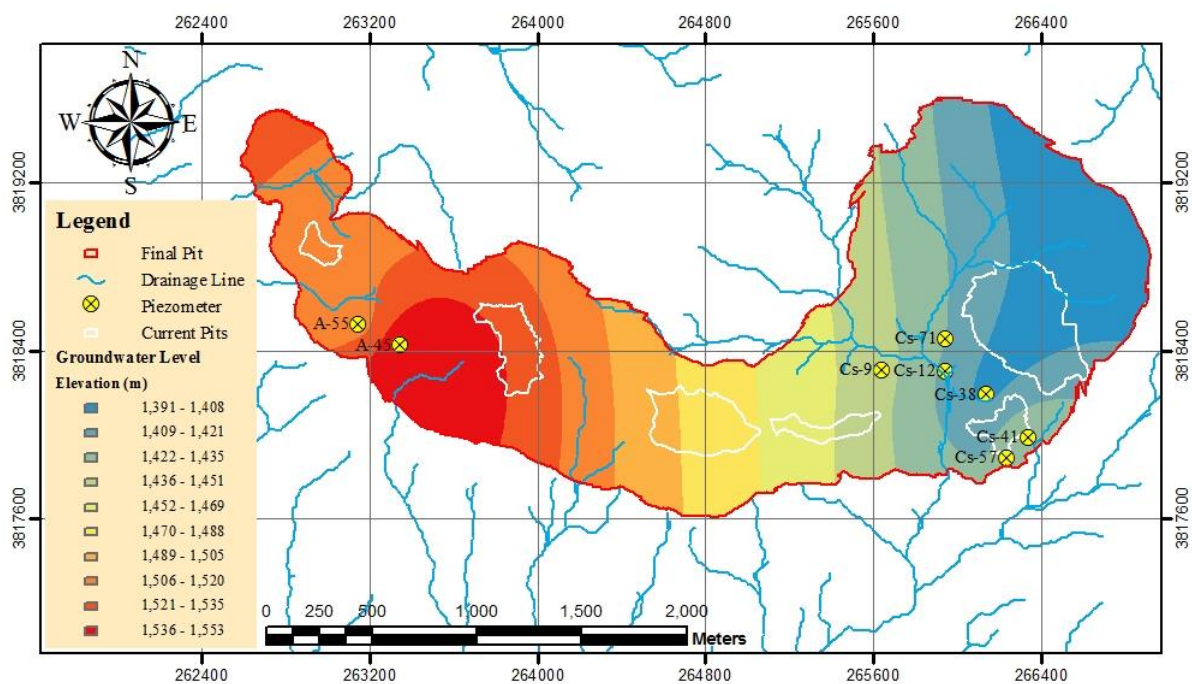 262400 263200 264000 264800 265600 266400
N
W E
S
3819200 3819200
Legend
Final Pit
Drainage Line
Piezometer
Current Pits
Groundwater Level
Elevation (m)
1,391 - 1,408
1,409 - 1,421
1,422 - 1,435
1,436 - 1,451
1,452 - 1,469
1,470 - 1,488
1,489 - 1,505
1,506 - 1,520
1,521 - 1,535
1,536 - 1,553
A-55
A-45
Cs-71
Cs-9 Cs-12
Cs-38
Cs-41
Cs-57
3818400 3818400
3817600 3817600
0 250 500 1,000 1,500 2,000
Meters
262400 263200 264000 264800 265600 266400